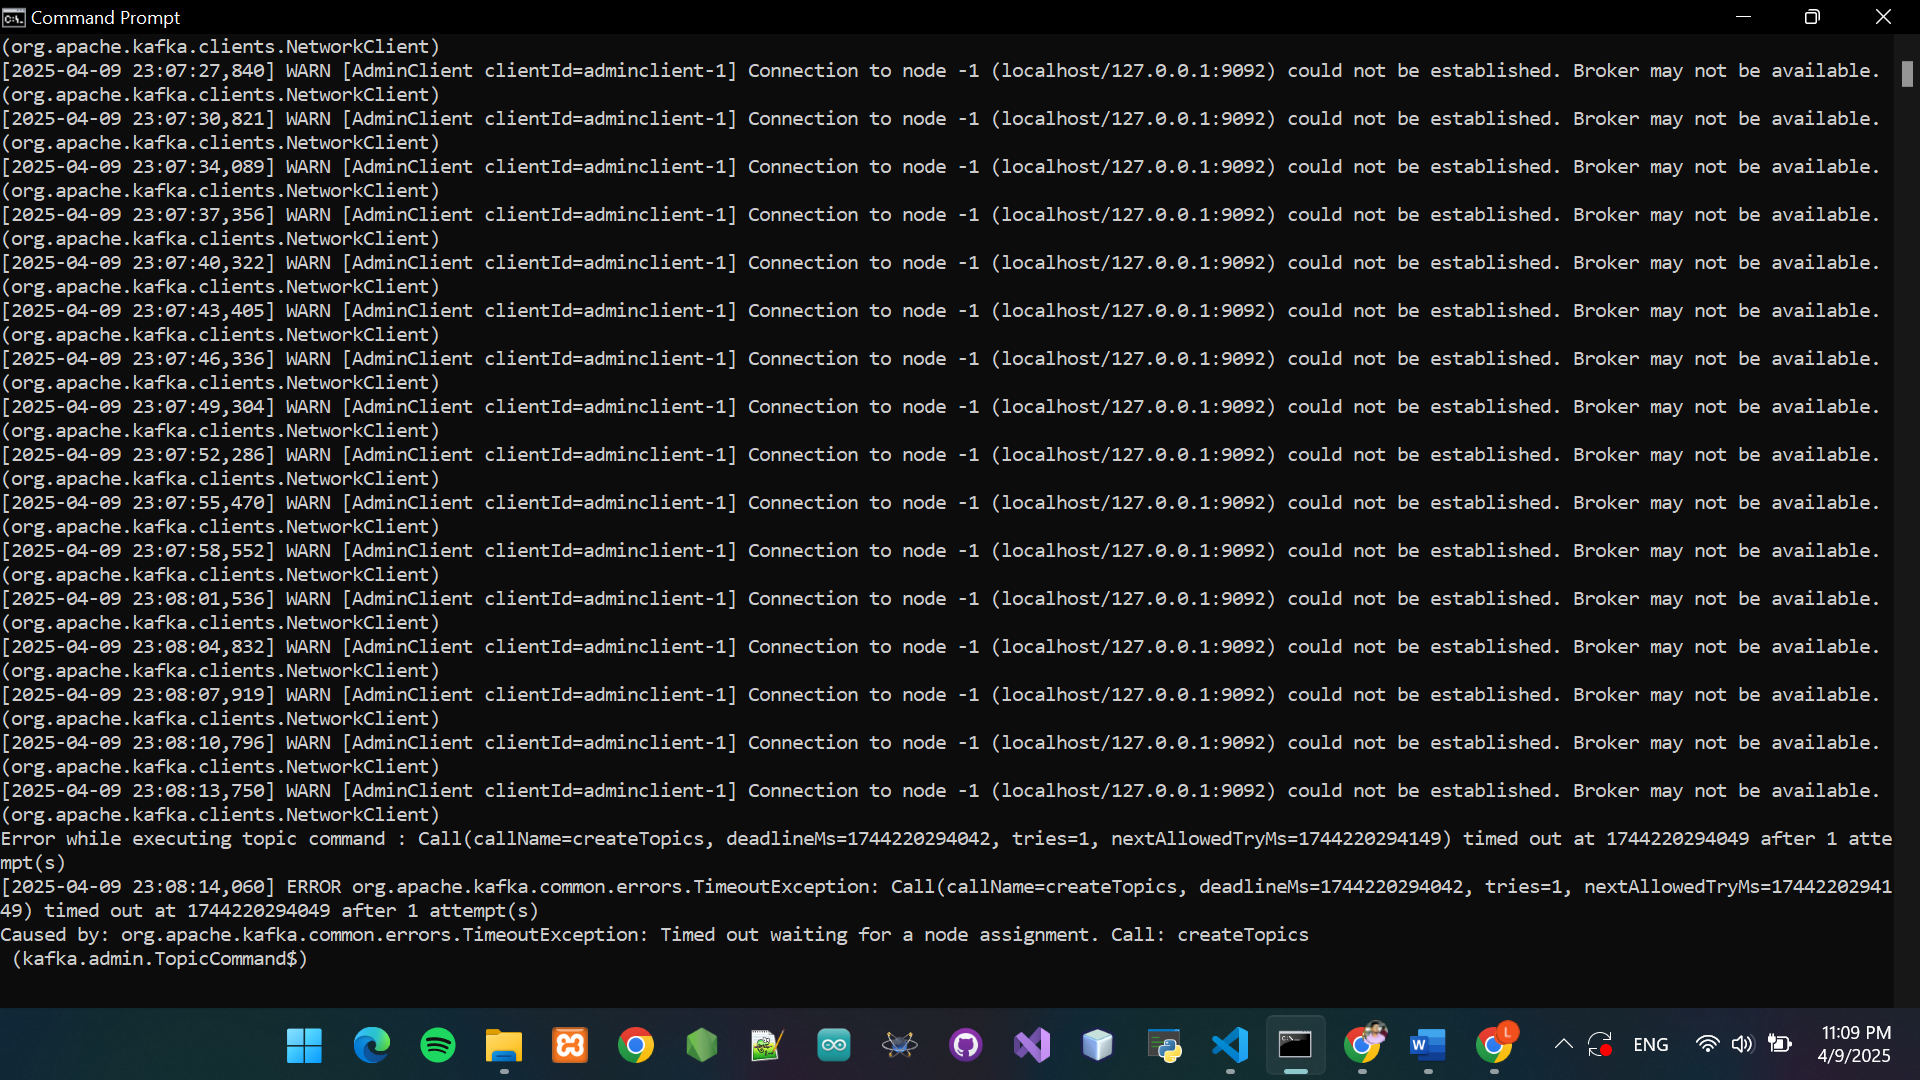 Command Prompt
(org.apache.kafka.clients.NetworkClient)
[2025-04-09 23:07:27,840] WARN [AdminClient clientId=adminclient-1] Connection to node -1 (localhost/127.0.0.1:9092) could not be established. Broker may not be available.
(org.apache.kafka.clients.NetworkClient)
[2025-04-09 23:07:30,821] WARN [AdminClient clientId=adminclient-1] Connection to node -1 (localhost/127.0.0.1:9092) could not be established. Broker may not be available.
(org.apache.kafka.clients.NetworkClient)
[2025-04-09 23:07:34,089] WARN [AdminClient clientId=adminclient-1] Connection to node -1 (localhost/127.0.0.1:9092) could not be established. Broker may not be available.
(org.apache.kafka.clients.NetworkClient)
[2025-04-09 23:07:37,356] WARN [AdminClient clientId=adminclient-1] Connection to node -1 (localhost/127.0.0.1:9092) could not be established. Broker may not be available.
(org.apache.kafka.clients.NetworkClient)
[2025-04-09 23:07:40,322] WARN [AdminClient clientId=adminclient-1] Connection to node -1 (localhost/127.0.0.1:9092) could not be established. Broker may not be available.
(org.apache.kafka.clients.NetworkClient)
[2025-04-09 23:07:43,405] WARN [AdminClient clientId=adminclient-1] Connection to node -1 (localhost/127.0.0.1:9092) could not be established. Broker may not be available.
(org.apache.kafka.clients.NetworkClient)
[2025-04-09 23:07:46,336] WARN [AdminClient clientId=adminclient-1] Connection to node -1 (localhost/127.0.0.1:9092) could not be established. Broker may not be available.
(org.apache.kafka.clients.NetworkClient)
[2025-04-09 23:07:49,304] WARN [AdminClient clientId=adminclient-1] Connection to node -1 (localhost/127.0.0.1:9092) could not be established. Broker may not be available.
(org.apache.kafka.clients.NetworkClient)
[2025-04-09 23:07:52,286] WARN [AdminClient clientId=adminclient-1] Connection to node -1 (localhost/127.0.0.1:9092) could not be established. Broker may not be available.
(org.apache.kafka.clients.NetworkClient)
[2025-04-09 23:07:55,470] WARN [AdminClient clientId=adminclient-1] Connection to node -1 (localhost/127.0.0.1:9092) could not be established. Broker may not be available.
(org.apache.kafka.clients.NetworkClient)
[2025-04-09 23:07:58,552] WARN [AdminClient clientId=adminclient-1] Connection to node -1 (localhost/127.0.0.1:9092) could not be established. Broker may not be available.
(org.apache.kafka.clients.NetworkClient)
[2025-04-09 23:08:01,536] WARN [AdminClient clientId=adminclient-1] Connection to node -1 (localhost/127.0.0.1:9092) could not be established. Broker may not be available.
(org.apache.kafka.clients.NetworkClient)
[2025-04-09 23:08:04,832] WARN [AdminClient clientId=adminclient-1] Connection to node -1 (localhost/127.0.0.1:9092) could not be established. Broker may not be available.
(org.apache.kafka.clients.NetworkClient)
[2025-04-09 23:08:07,919] WARN [AdminClient clientId=adminclient-1] Connection to node -1 (localhost/127.0.0.1:9092) could not be established. Broker may not be available.
(org.apache.kafka.clients.NetworkClient)
[2025-04-09 23:08:10,796] WARN [AdminClient clientId=adminclient-1] Connection to node -1 (localhost/127.0.0.1:9092) could not be established. Broker may not be available.
(org.apache.kafka.clients.NetworkClient)
[2025-04-09 23:08:13,750] WARN [AdminClient clientId=adminclient-1] Connection to node -1 (localhost/127.0.0.1:9092) could not be established. Broker may not be available.
(org.apache.kafka.clients.NetworkClient)
Error while executing topic command : Call(callName=createTopics, deadlineMs=1744220294042, tries=1, nextAllowedTryMs=1744220294149) timed out at 1744220294049 after 1 atte
mpt(s)
[2025-04-09 23:08:14,060] ERROR org.apache.kafka.common.errors.TimeoutException: Call(callName=createTopics, deadlineMs=1744220294042, tries=1, nextAllowedTryMs=17442202941
49) timed out at 1744220294049 after 1 attempt(s)
Caused by: org.apache.kafka.common.errors.TimeoutException: Timed out waiting for a node assignment. Call: createTopics
 (kafka.admin.TopicCommand$)
L
W
ENG
11:09 PM
4/9/2025